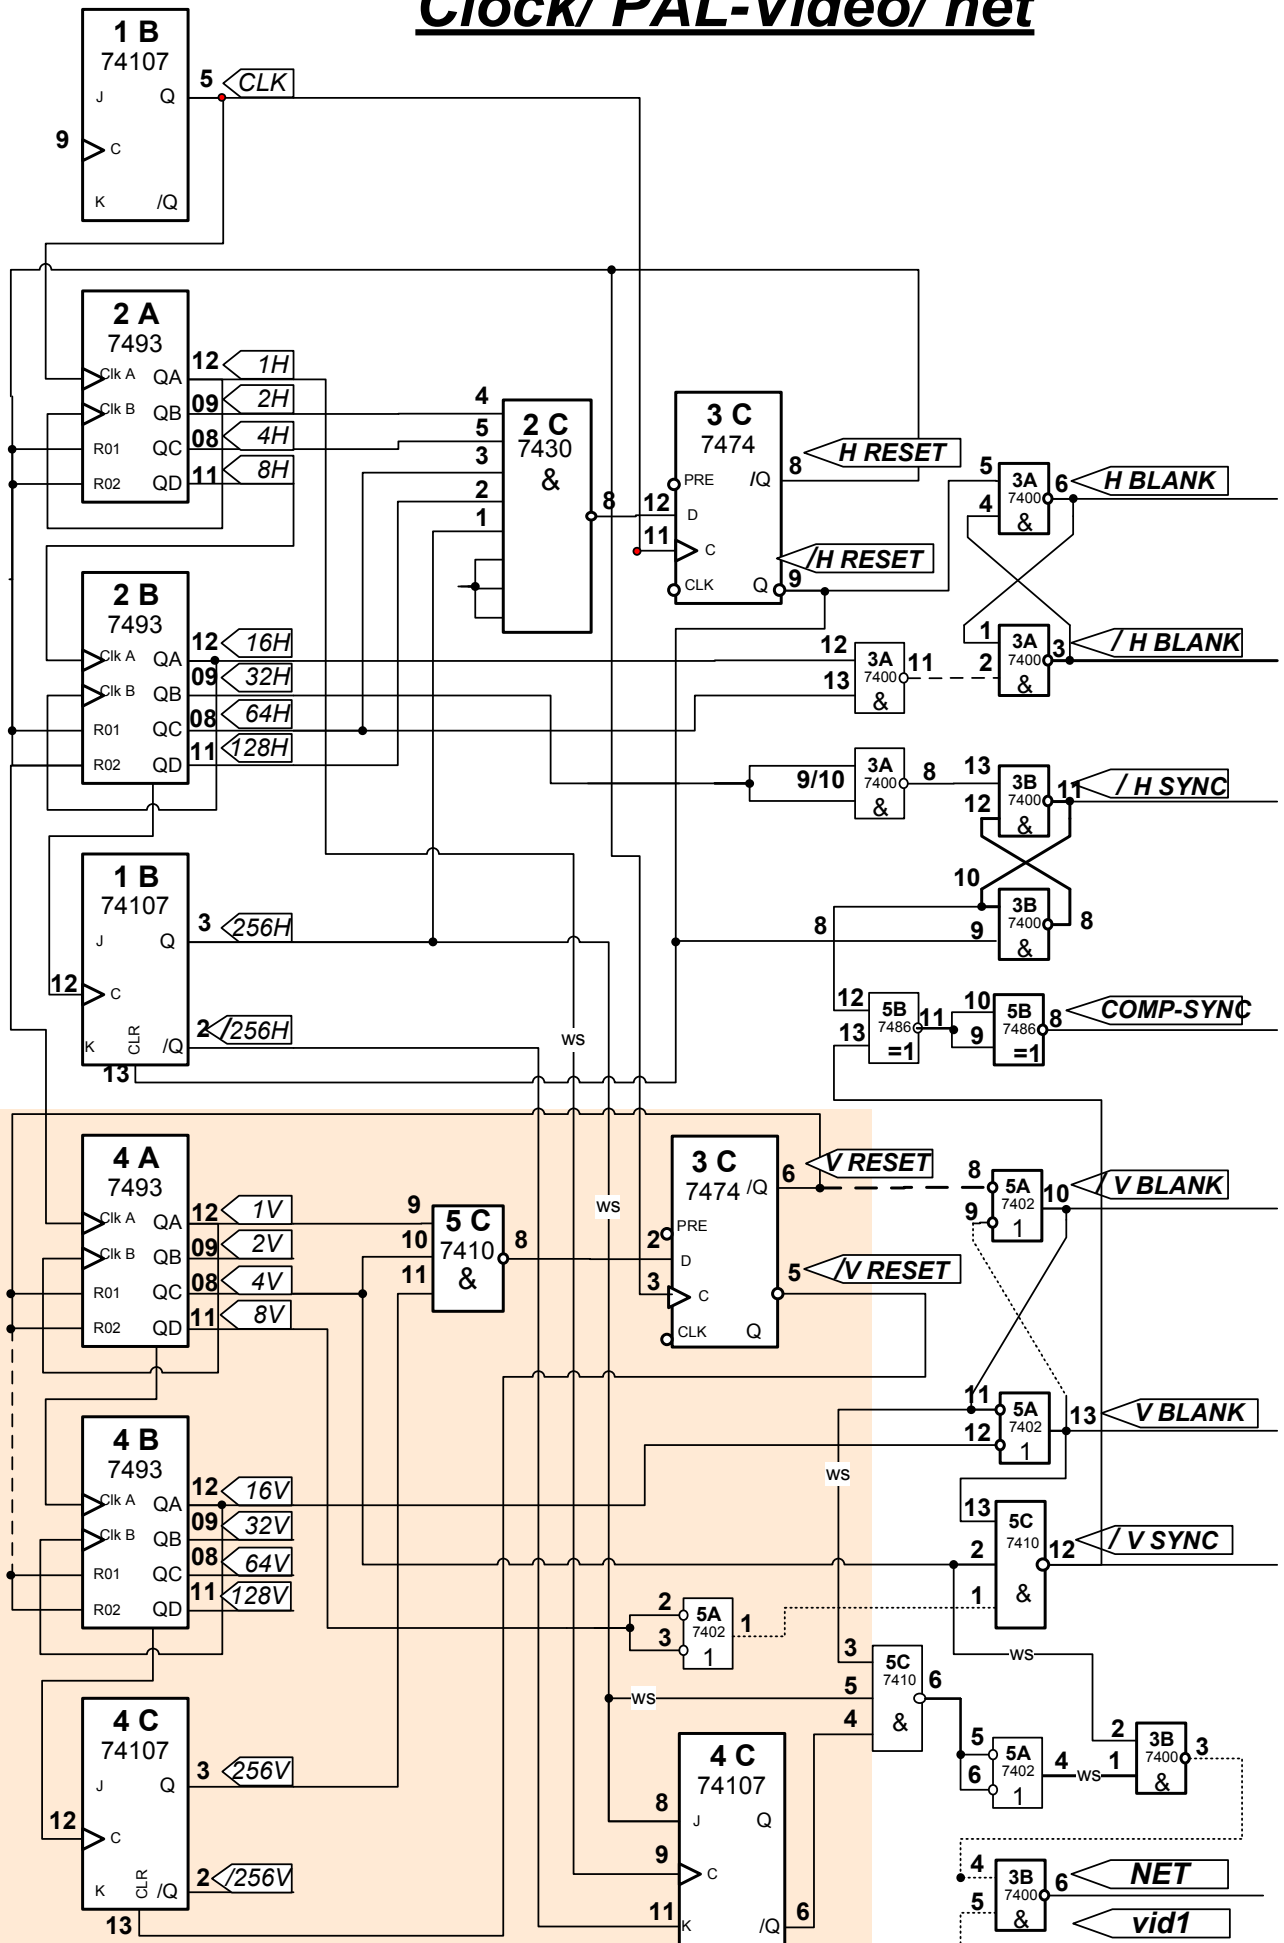 Clock/ PAL-Video/ net
1 B
74107
5 CLK
J Q
9 C
K /Q
2 A
7493
Clk A QA 12 1H
Clk B QB 09 2H
R01 QC 08 4H
R02 QD 11 8H
4
5
3
2
1
2 C
7430
&
8
3 C
7474
PRE /Q 8 H RESET
12 D
11 C /H RESET
CLK Q 9
5
4
3A
7400
&
6 H BLANK
2 B
7493
Clk A QA 12 16H
Clk B QB 09 32H
R01 QC 08 64H
R02 QD 11 128H
12
13
3A
7400
&
11
1
2
3A
7400
&
3 / H BLANK
9/10
3A
7400
&
8
13
12
3B
7400
&
11 / H SYNC
10
8
9
3B
7400
&
8
1 B
74107
J Q 3 256H
12 C
K CLR /Q 2 /256H
13
ws
12
13
5B
7486
=1
11
10
9
5B
7486
=1
8 COMP-SYNC
4 A
7493
Clk A QA 12 1V
Clk B QB 09 2V
R01 QC 08 4V
R02 QD 11 8V
9
10
11
5 C
7410
&
8
ws
3 C
7474 /Q 6 V RESET
PRE
2 D
3 C 5 /V RESET
CLK Q
8
9
5A
7402
1
10 / V BLANK
11
12
5A
7402
1
13 V BLANK
4 B
7493
Clk A QA 12 16V
Clk B QB 09 32V
R01 QC 08 64V
R02 QD 11 128V
ws
13
2
1
5C
7410
&
12 / V SYNC
2
3
5A
7402
1
1
ws
3
5
4
5C
7410
&
6
ws
5
6
5A
7402
1
4
ws
2
1
3B
7400
&
3
4 C
74107
J Q 3 256V
12 C
K CLR /Q 2 /256V
13
4 C
74107
8 J Q
9 C
11 K /Q 6
4
5
3B
7400
&
6 NET
vid1